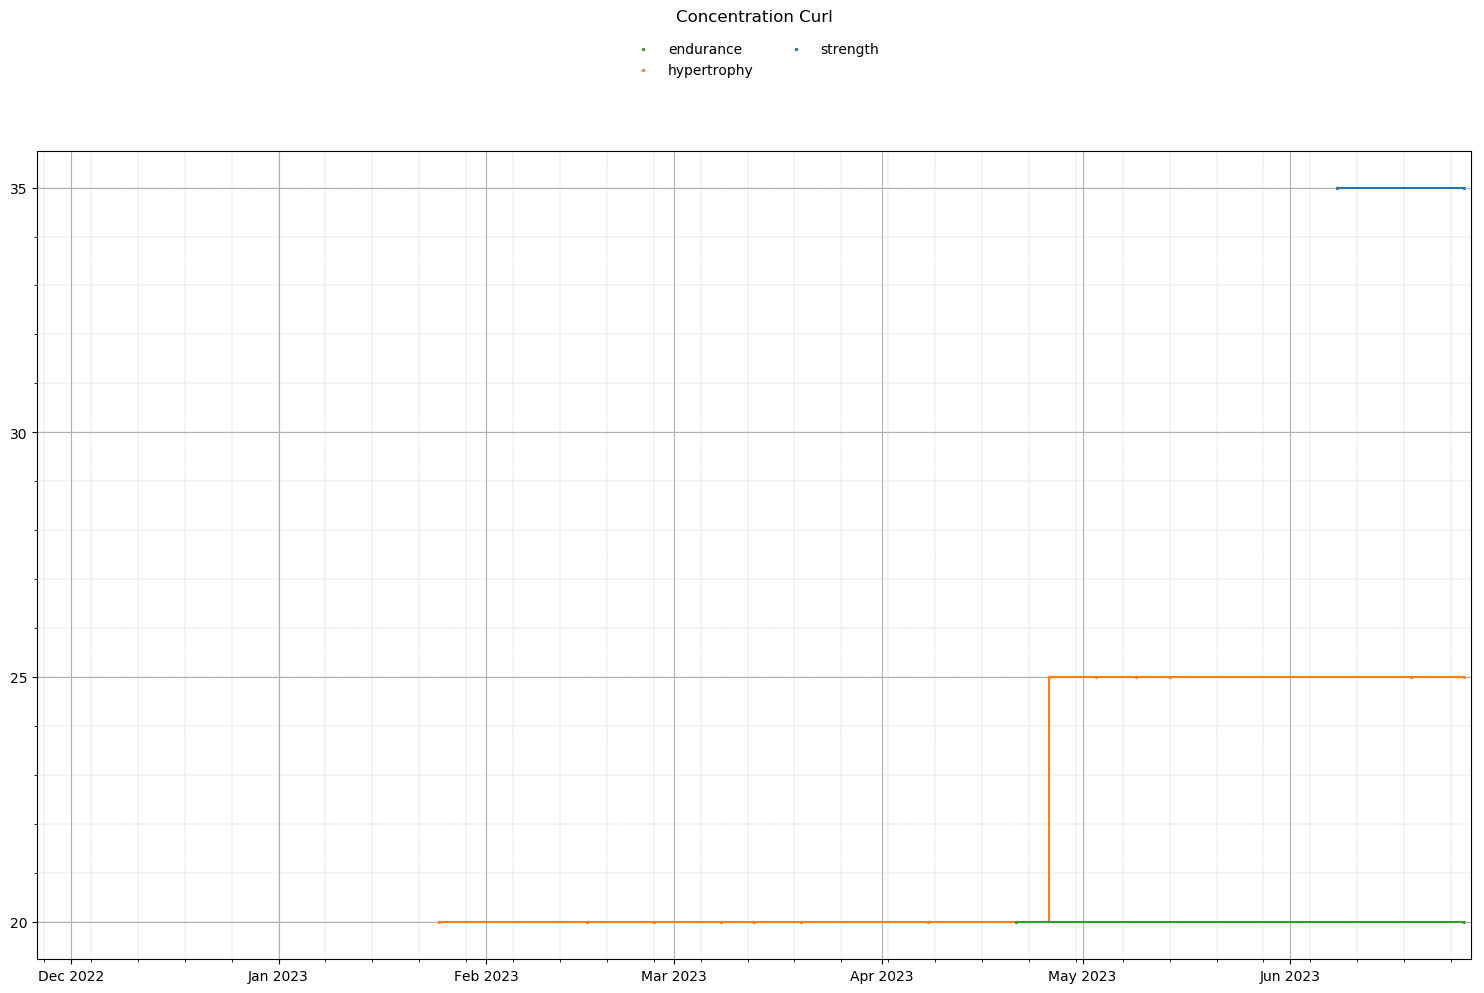 Concentration Curl
endurance
hypertrophy
strength
35
30
25
20
Dec 2022
Jan 2023
Feb 2023
Mar 2023
Apr 2023
May 2023
Jun 2023